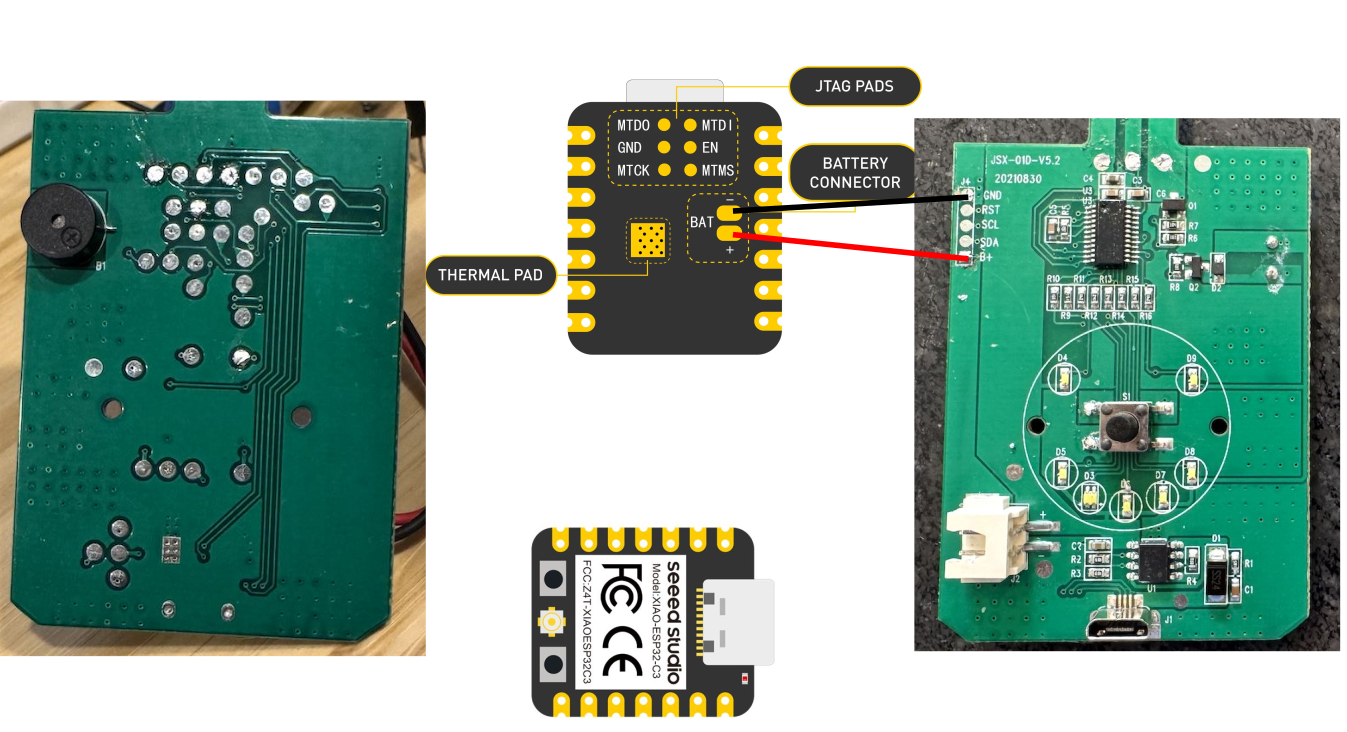 B1
JTAG PADS
MTDO
MTDI
GND
EN
MTCK
MTMS
BATTERY
CONNECTOR
BAT
+
THERMAL PAD
seeed studio
Model:XIAO-ESP32-C3
FC CE
FCC:Z4T-XIAOESP32C3
JSX-01D-V5.2
20210830
J4
GND
RST
SCL
SDA
B+
C4
C3
U3
U3
C5
C6
Q1
R7
R6
R8
Q2
D2
R10
R11
R13
R15
R9
R12
R14
R16
D4
D9
S1
D5
D8
D3
D7
+
-
J2
C2
R2
R3
U1
R4
D1
SS24
R1
C1
J1